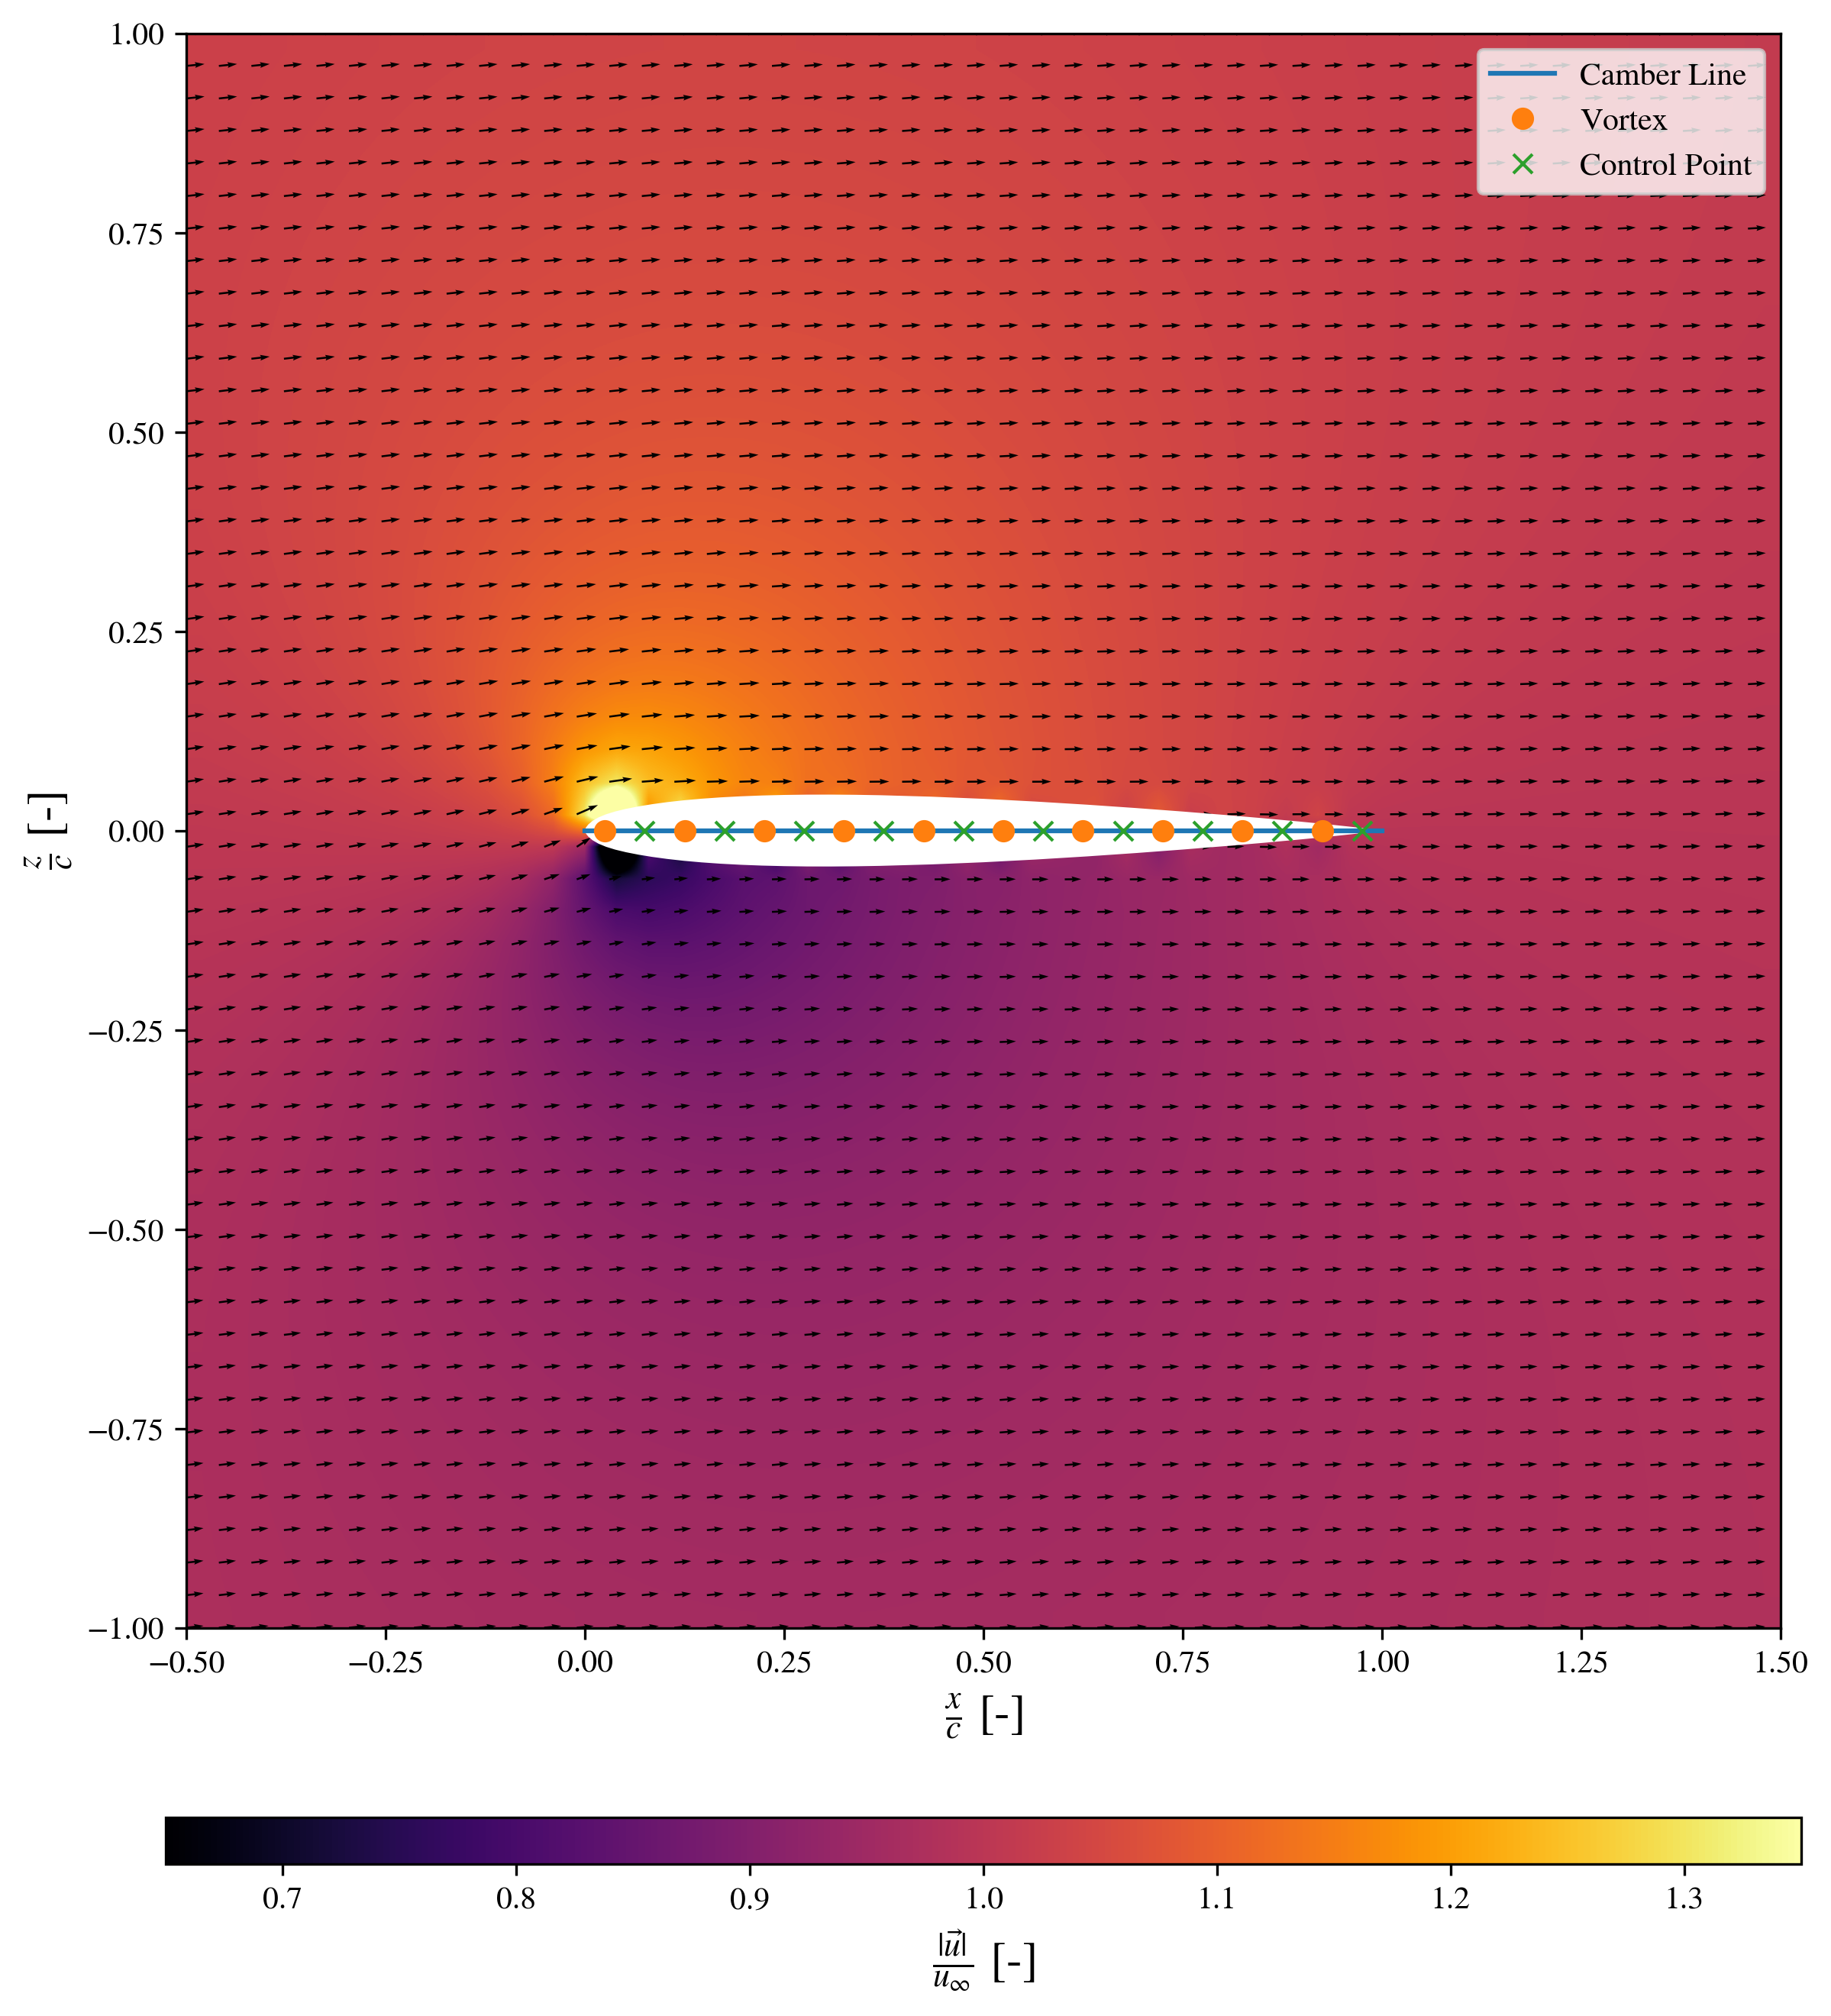 1.00
Camber Line
Vortex
Control Point
0.75
0.50
0.25
z/c [-]
0.00
−0.25
−0.50
−0.75
−1.00
−0.50 −0.25 0.00 0.25 0.50 0.75 1.00 1.25 1.50
x/c [-]
0.7 0.8 0.9 1.0 1.1 1.2 1.3
|u⃗|/u∞ [-]